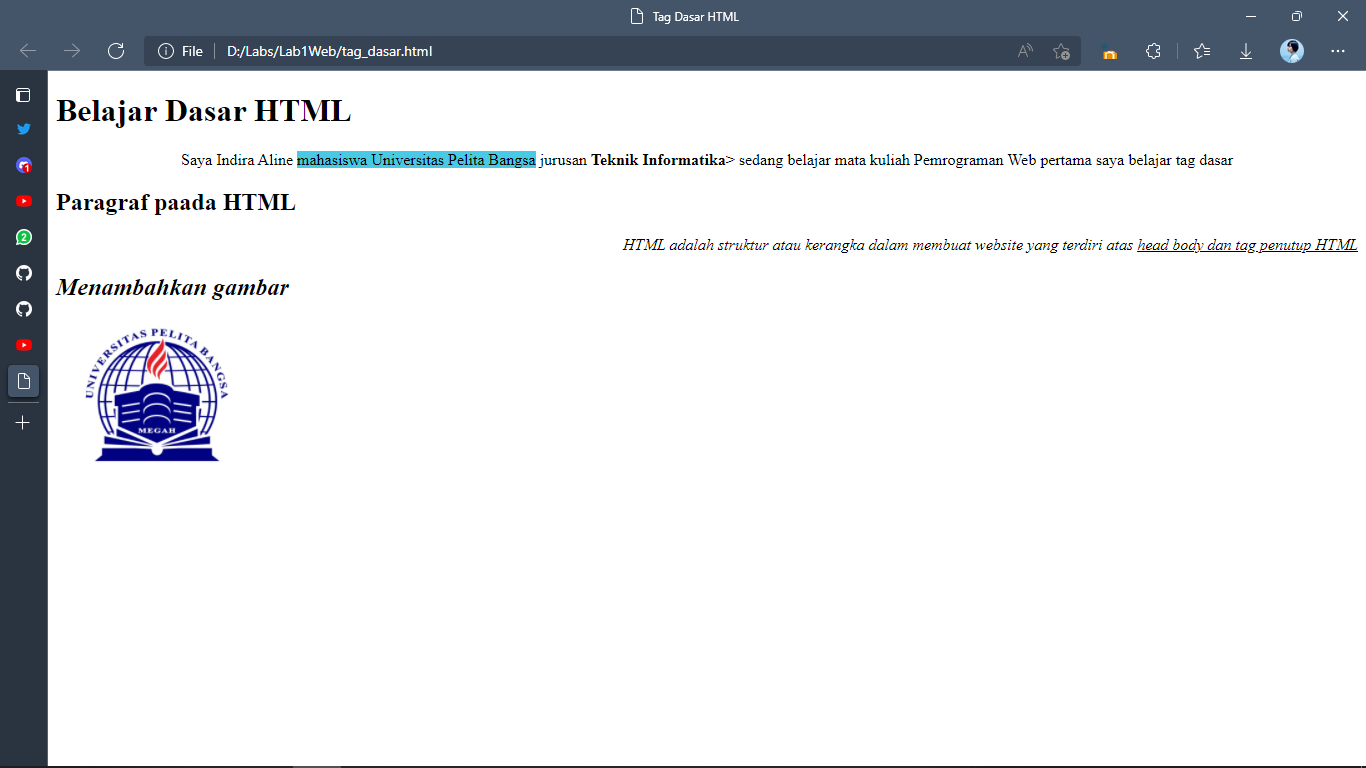 Tag Dasar HTML
File
D:/Labs/Lab1Web/tag_dasar.html
Belajar Dasar HTML
Saya Indira Aline mahasiswa Universitas Pelita Bangsa jurusan Teknik Informatika> sedang belajar mata kuliah Pemrograman Web pertama saya belajar tag dasar
Paragraf paada HTML
HTML adalah struktur atau kerangka dalam membuat website yang terdiri atas head body dan tag penutup HTML
Menambahkan gambar
UNIVERSITAS PELITA BANGSA
MEGAH
1
2